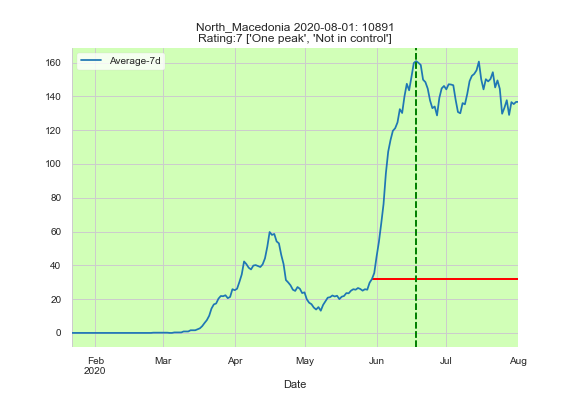 North_Macedonia 2020-08-01: 10891
Rating:7 ['One peak', 'Not in control']
Average-7d
160
140
120
100
80
60
40
20
0
Feb Mar Apr May Jun Jul Aug
2020
Date